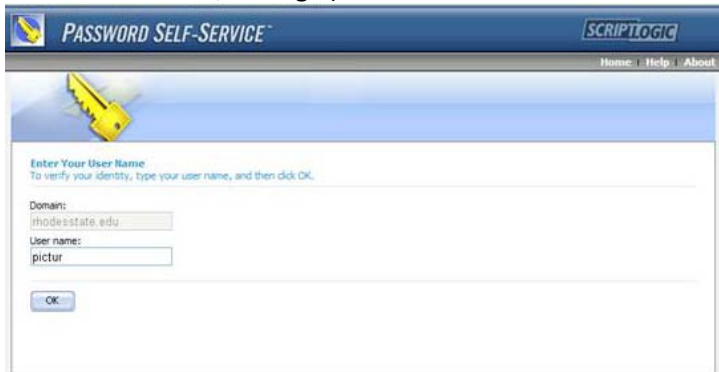 PASSWORD SELF-SERVICE™
SCRIPTLOGIC
Home | Help | About
Enter Your User Name
To verify your identity, type your user name, and then click OK.
Domain:
rhodesstate.edu
User name:
pictur
OK